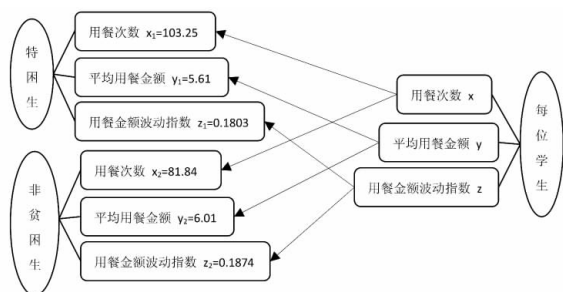 特困生
用餐次数 x₁=103.25
平均用餐金额 y₁=5.61
用餐金额波动指数 z₁=0.1803
非贫困生
用餐次数 x₂=81.84
平均用餐金额 y₂=6.01
用餐金额波动指数 z₂=0.1874
用餐次数 x
平均用餐金额 y
用餐金额波动指数 z
每位学生